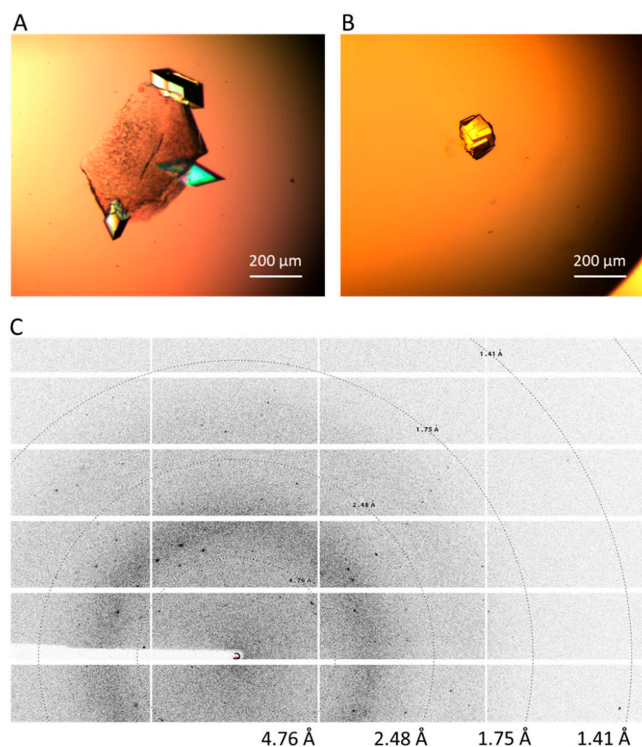 A
B
200 µm
200 µm
C
1.41 Å
1.75 Å
2.48 Å
4.76 Å
4.76 Å 2.48 Å 1.75 Å 1.41 Å